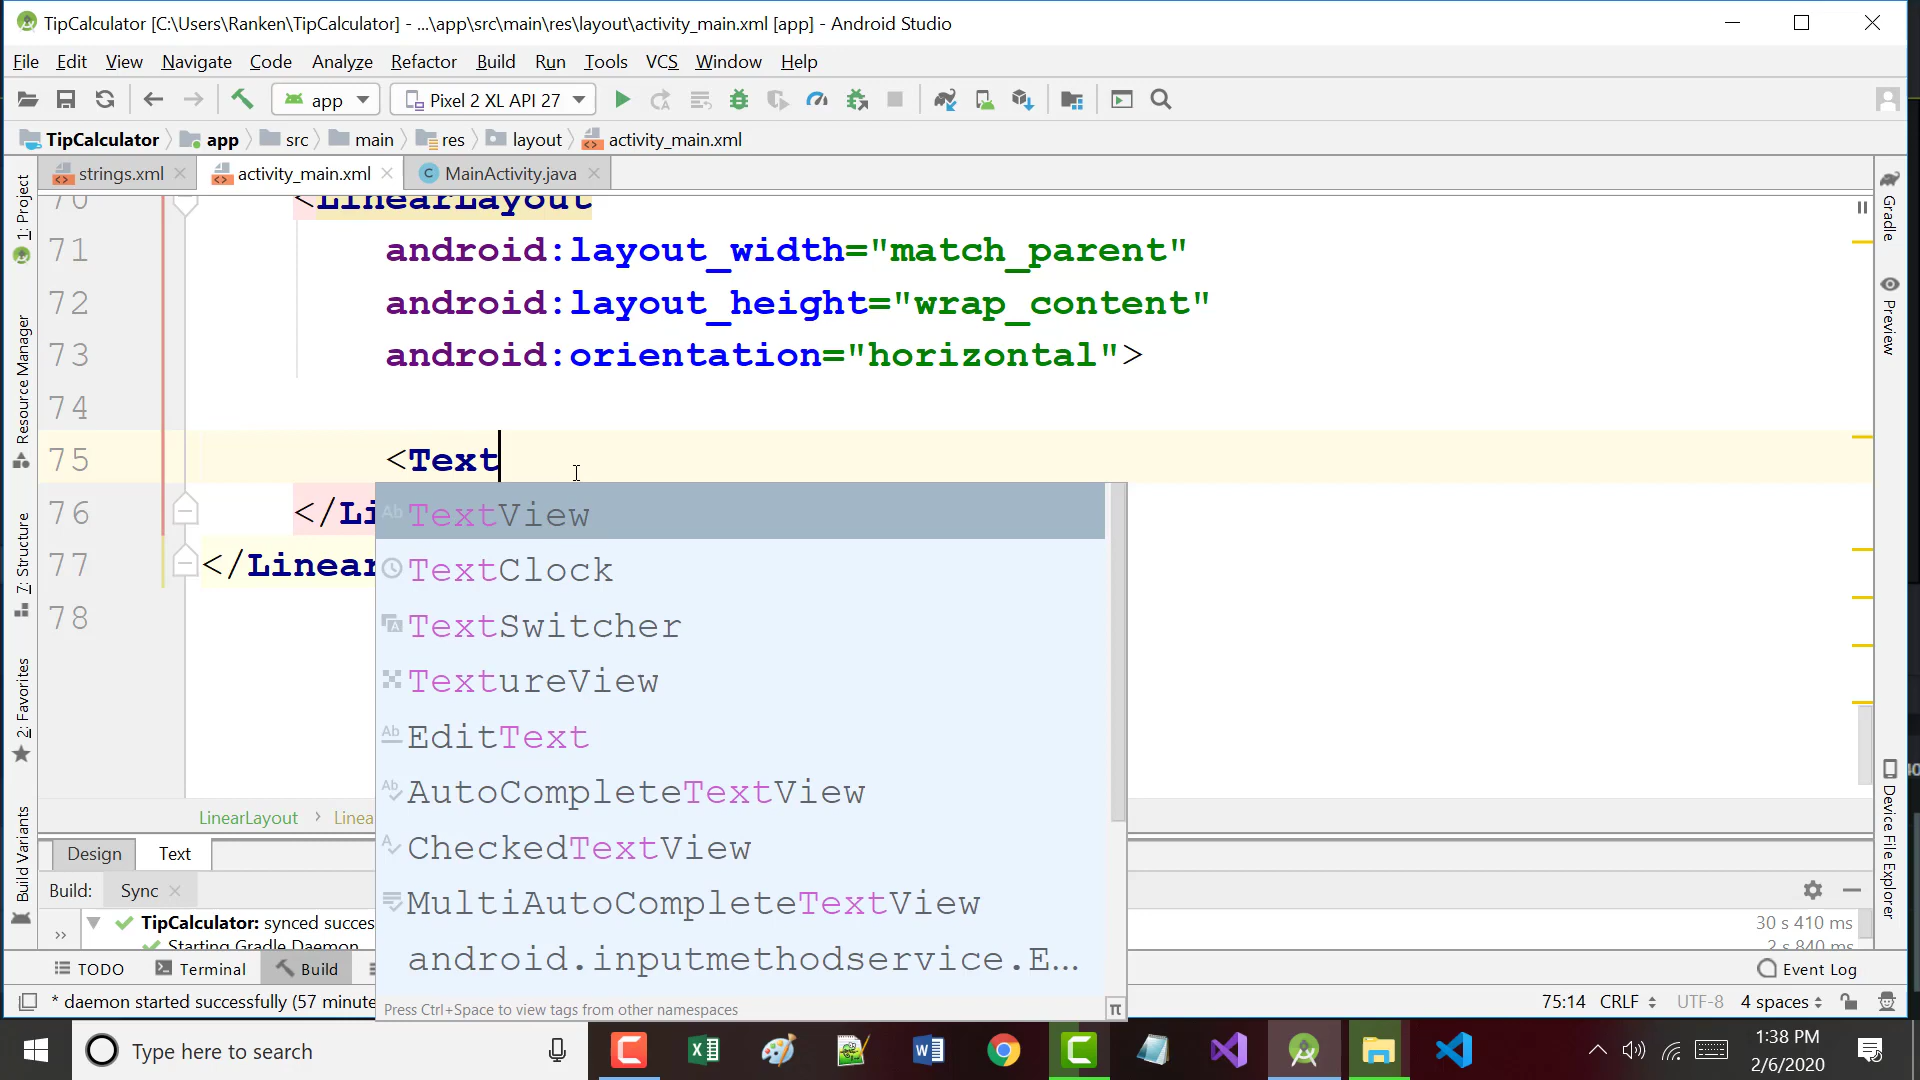 TipCalculator [C:\Users\Ranken\TipCalculator] - ...\app\src\main\res\layout\activity_main.xml [app] - Android Studio
File Edit View Navigate Code Analyze Refactor Build Run Tools VCS Window Help
app Pixel 2 XL API 27
TipCalculator app src main res layout activity_main.xml
strings.xml activity_main.xml MainActivity.java
70 <LinearLayout
71 android:layout_width="match_parent"
72 android:layout_height="wrap_content"
73 android:orientation="horizontal">
74
75 <Text
76 </Li
77 </Linear
78
TextView
TextClock
TextSwitcher
TextureView
EditText
AutoCompleteTextView
CheckedTextView
MultiAutoCompleteTextView
android.inputmethodservice.E...
Press Ctrl+Space to view tags from other namespaces
π
1: Project
Resource Manager
7: Structure
2: Favorites
Build Variants
Gradle
Preview
Device File Explorer
LinearLayout › Linea
Design Text
Build: Sync
TipCalculator: synced succes 30 s 410 ms
Starting Gradle Daemon 2 s 840 ms
TODO Terminal Build Event Log
* daemon started successfully (57 minute 75:14 CRLF UTF-8 4 spaces
Type here to search
1:38 PM
2/6/2020